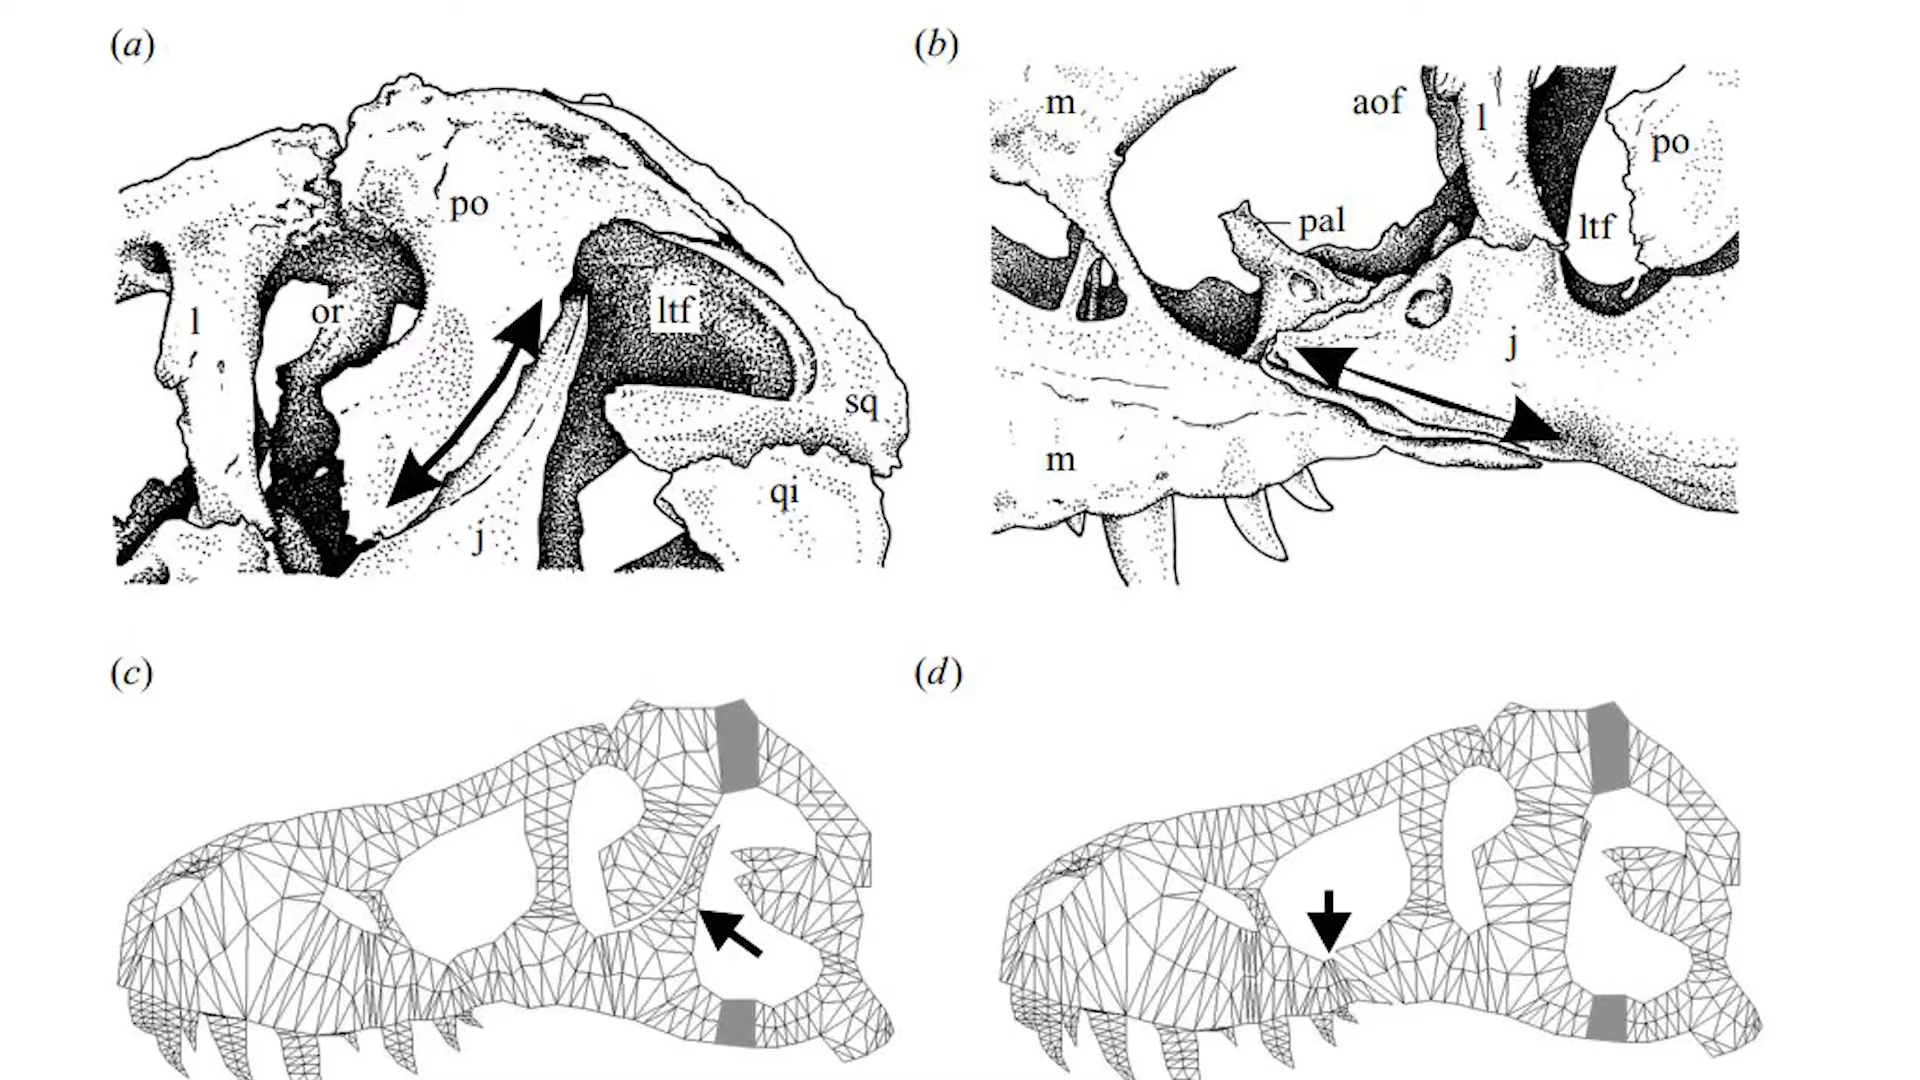 (a)
po
or
l
ltf
sq
qi
j
(b)
m
aof
l
po
pal
ltf
j
m
(c)
(d)